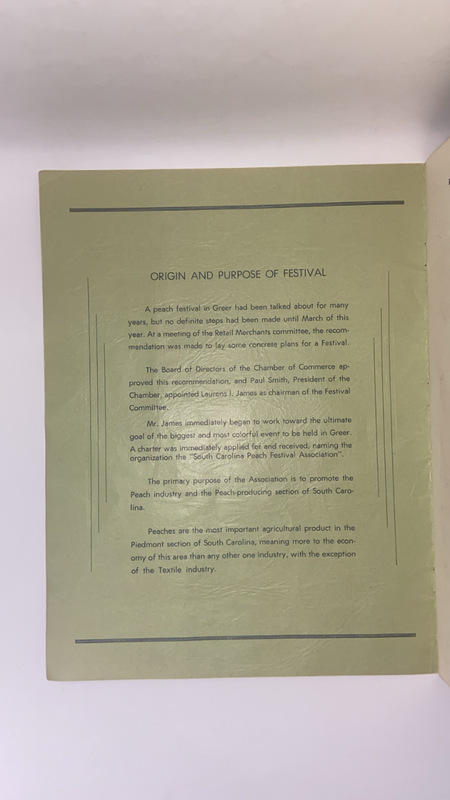 ORIGIN AND PURPOSE OF FESTIVAL
A peach festival in Greer had been talked about for many
years, but no definite steps had been made until March of this
year. At a meeting of the Retail Merchants committee, the recom-
mendation was made to lay some concrete plans for a Festival.
The Board of Directors of the Chamber of Commerce ap-
proved this recommendation, and Paul Smith, President of the
Chamber, appointed Laurens I. James as chairman of the Festival
Committee.
Mr. James immediately began to work toward the ultimate
goal of the biggest and most colorful event to be held in Greer.
A charter was immediately applied for and received, naming the
organization the "South Carolina Peach Festival Association".
The primary purpose of the Association is to promote the
Peach industry and the Peach-producing section of South Caro-
lina.
Peaches are the most important agricultural product in the
Piedmont section of South Carolina, meaning more to the econ-
omy of this area than any other one industry, with the exception
of the Textile industry.